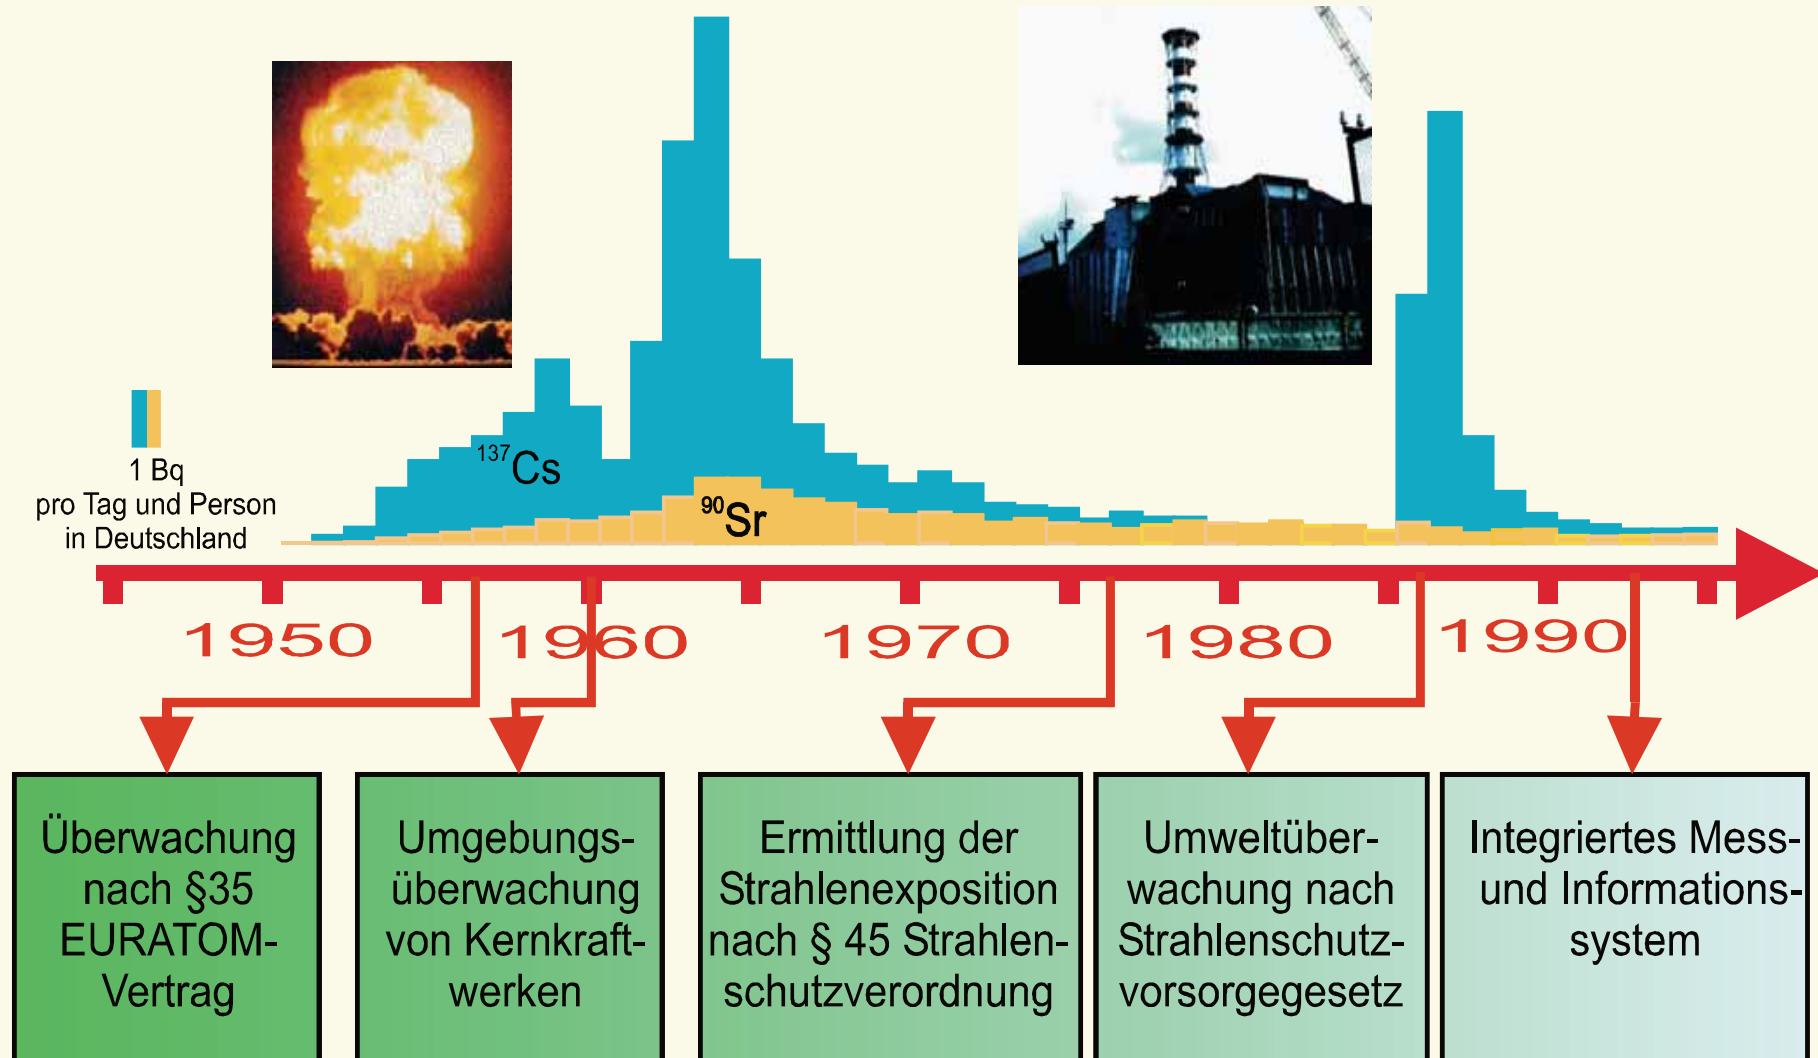 ¹³⁷Cs
⁹⁰Sr
1 Bq
pro Tag und Person
in Deutschland
1950 1960 1970 1980 1990
Überwachung
nach §35
EURATOM-
Vertrag
Umgebungs-
überwachung
von Kernkraft-
werken
Ermittlung der
Strahlenexposition
nach § 45 Strahlen-
schutzverordnung
Umweltüber-
wachung nach
Strahlenschutz-
vorsorgegesetz
Integriertes Mess-
und Informations-
system